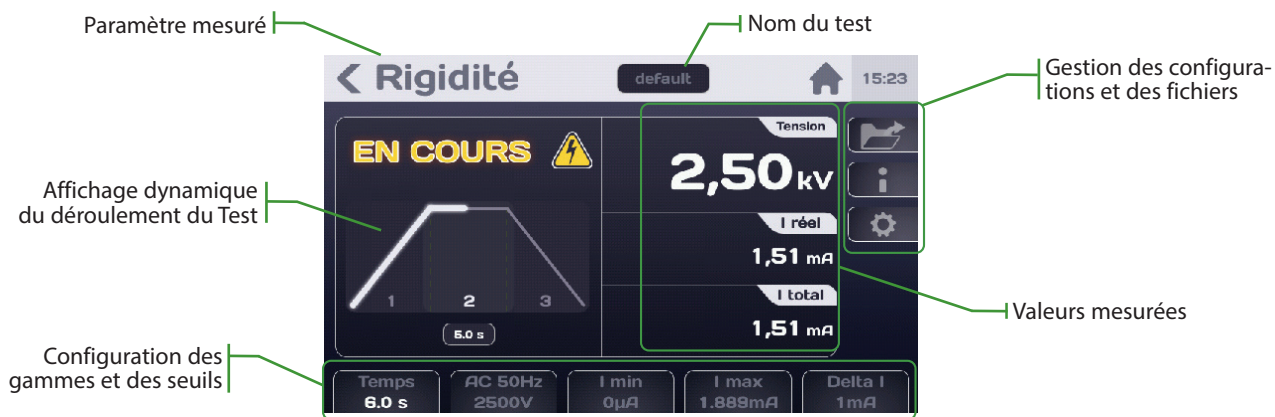 Paramètre mesuré
Nom du test
Rigidité
default
15:23
Gestion des configura-
tions et des fichiers
EN COURS
Tension
2,50 kV
Affichage dynamique
du déroulement du Test
I réel
1,51 mA
I total
1,51 mA
1
2
3
6.0 s
Valeurs mesurées
Configuration des
gammes et des seuils
Temps
6.0 s
AC 50Hz
2500V
I min
0µA
I max
1.889mA
Delta I
1mA